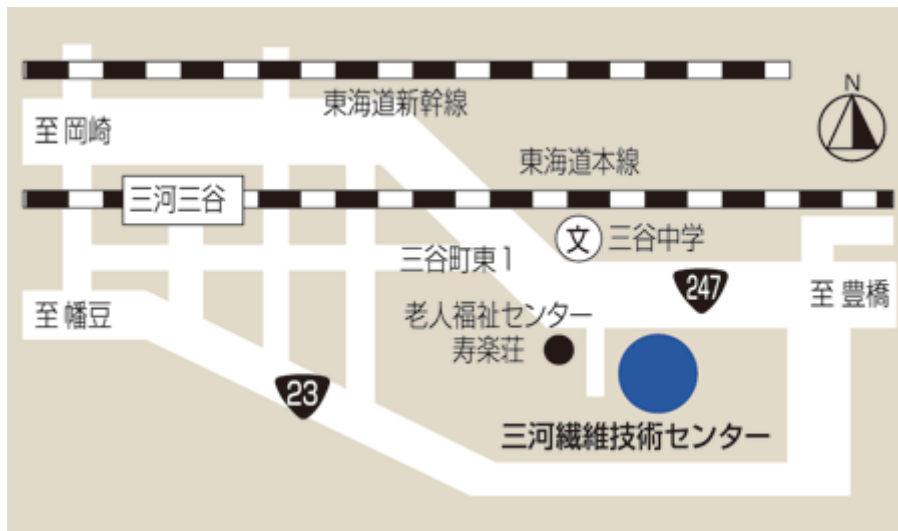 N
東海道新幹線
至 岡崎
東海道本線
三河三谷
文 三谷中学
三谷町東1
247
至 豊橋
至 幡豆
老人福祉センター
寿楽荘
23
三河繊維技術センター